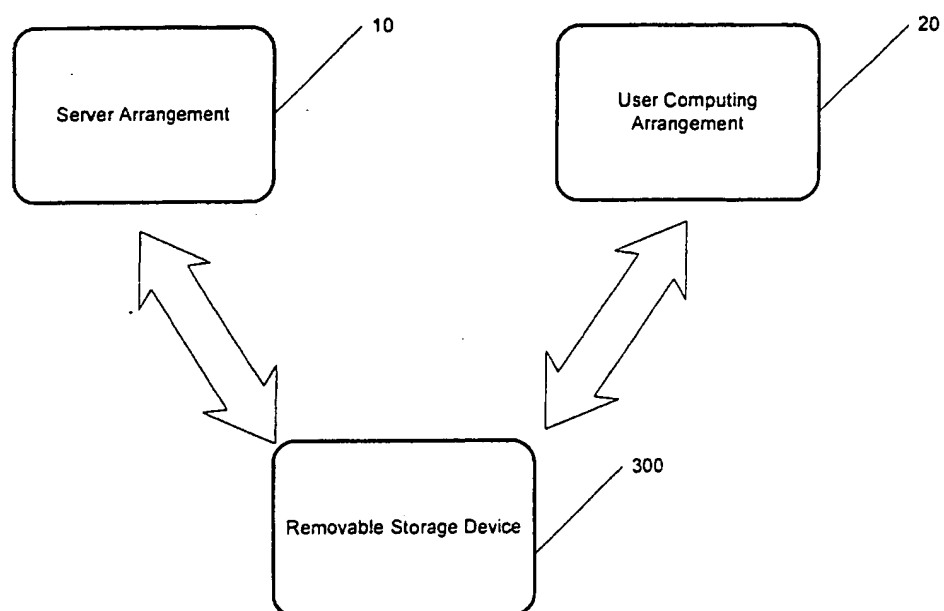 10
20
Server Arrangement
User Computing
Arrangement
300
Removable Storage Device